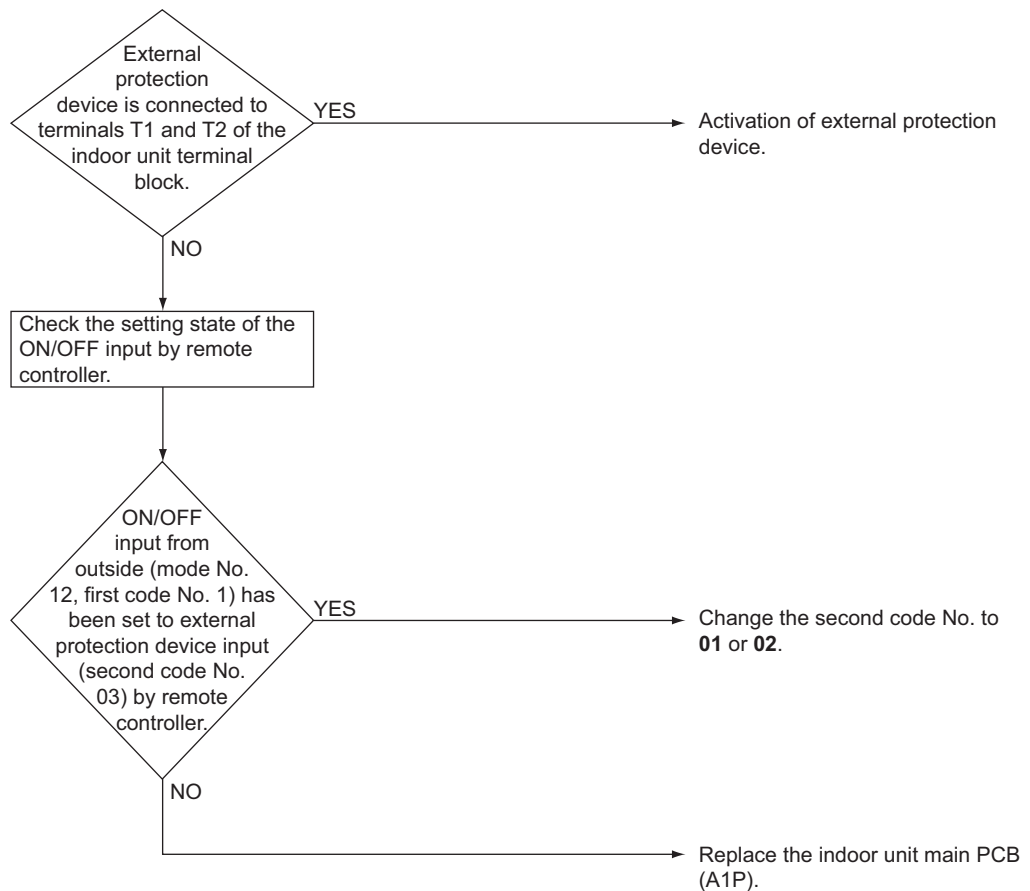 External
protection
device is connected to
terminals T1 and T2 of the
indoor unit terminal
block.
YES
Activation of external protection
device.
NO
Check the setting state of the
ON/OFF input by remote
controller.
ON/OFF
input from
outside (mode No.
12, first code No. 1) has
been set to external
protection device input
(second code No.
03) by remote
controller.
YES
Change the second code No. to
01 or 02.
NO
Replace the indoor unit main PCB
(A1P).